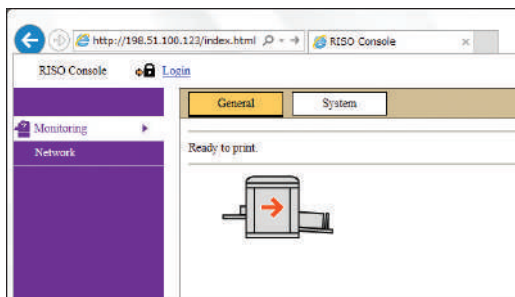 http://198.51.100.123/index.html
RISO Console
RISO Console
Login
General
System
Monitoring
Network
Ready to print.